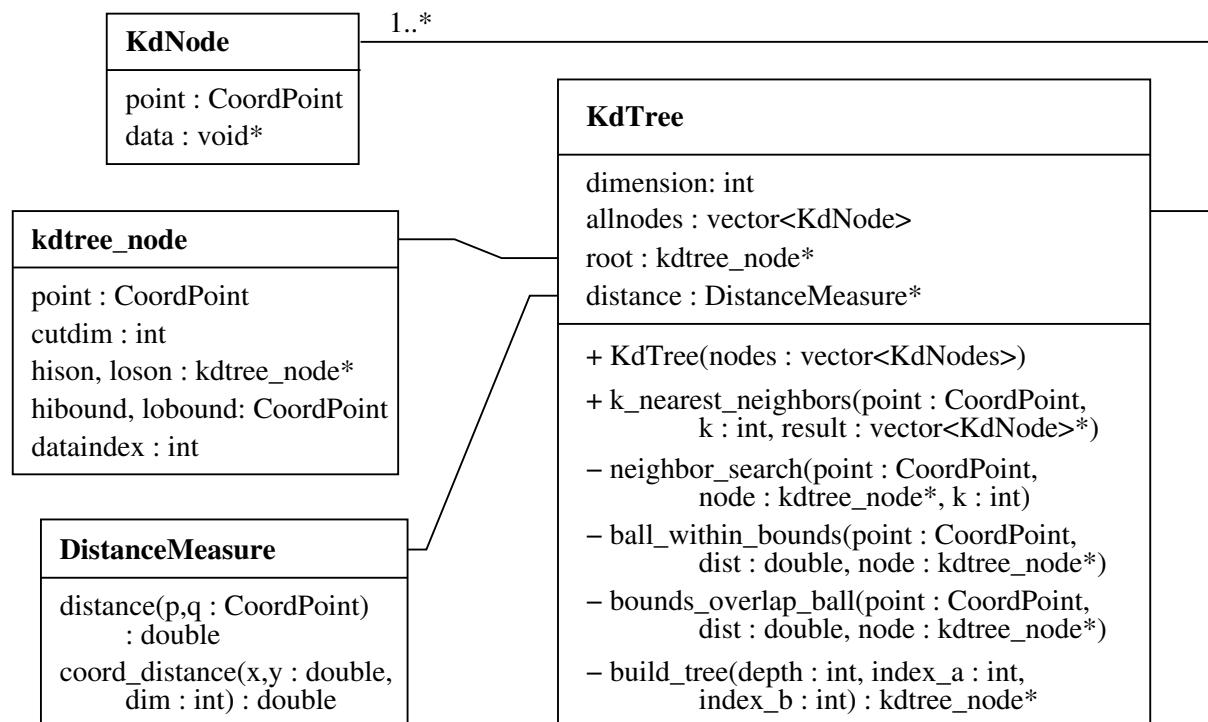 KdNode
1..*
point : CoordPoint
data : void*
kdtree_node
point : CoordPoint
cutdim : int
hison, loson : kdtree_node*
hibound, lobound: CoordPoint
dataindex : int
DistanceMeasure
distance(p,q : CoordPoint)
: double
coord_distance(x,y : double,
dim : int) : double
KdTree
dimension: int
allnodes : vector<KdNode>
root : kdtree_node*
distance : DistanceMeasure*
+ KdTree(nodes : vector<KdNodes>)
+ k_nearest_neighbors(point : CoordPoint,
k : int, result : vector<KdNode>*)
− neighbor_search(point : CoordPoint,
node : kdtree_node*, k : int)
− ball_within_bounds(point : CoordPoint,
dist : double, node : kdtree_node*)
− bounds_overlap_ball(point : CoordPoint,
dist : double, node : kdtree_node*)
− build_tree(depth : int, index_a : int,
index_b : int) : kdtree_node*